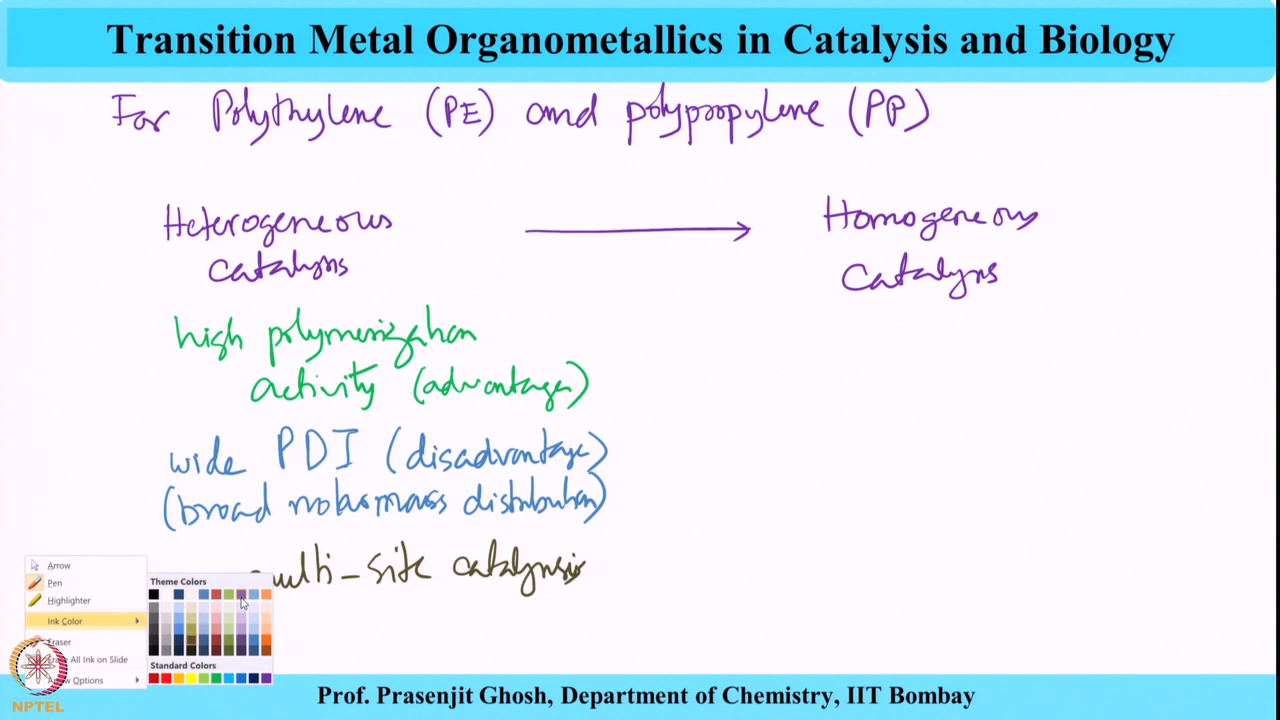 Transition Metal Organometallics in Catalysis and Biology
For Polythylene (PE) and polypropylene (PP)
Heterogeneous
catalysis
Homogeneous
Catalysis
high polymerization
activity (advantage)
wide PDI (disadvantage)
(broad mass distribution)
multi-site catalysis
Arrow
Pen
Highlighter
Ink Color
Eraser
All Ink on Slide
Options
Theme Colors
Standard Colors
NPTEL
Prof. Prasenjit Ghosh, Department of Chemistry, IIT Bombay